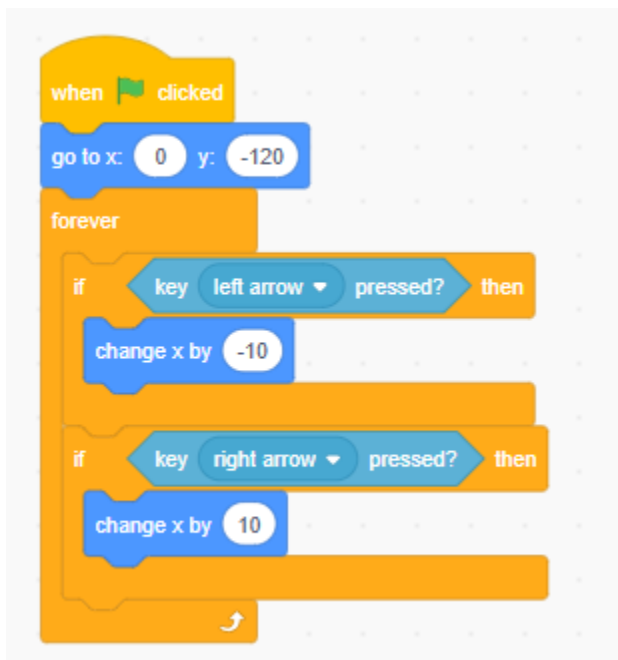 when clicked
go to x: 0 y: -120
forever
if key left arrow pressed? then
change x by -10
if key right arrow pressed? then
change x by 10